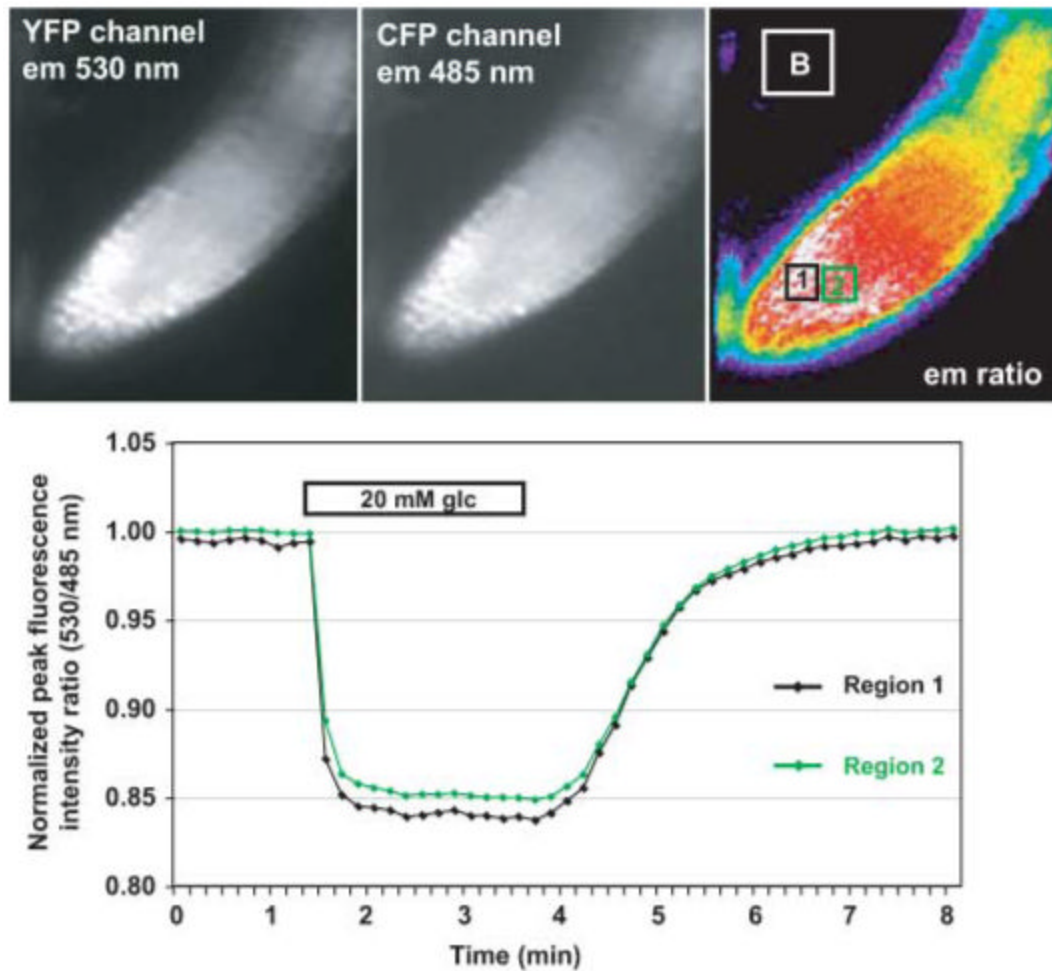 YFP channel
em 530 nm
CFP channel
em 485 nm
B
1
2
em ratio
Normalized peak fluorescence
intensity ratio (530/485 nm)
1.05
1.00
0.95
0.90
0.85
0.80
20 mM glc
Region 1
Region 2
0 1 2 3 4 5 6 7 8
Time (min)